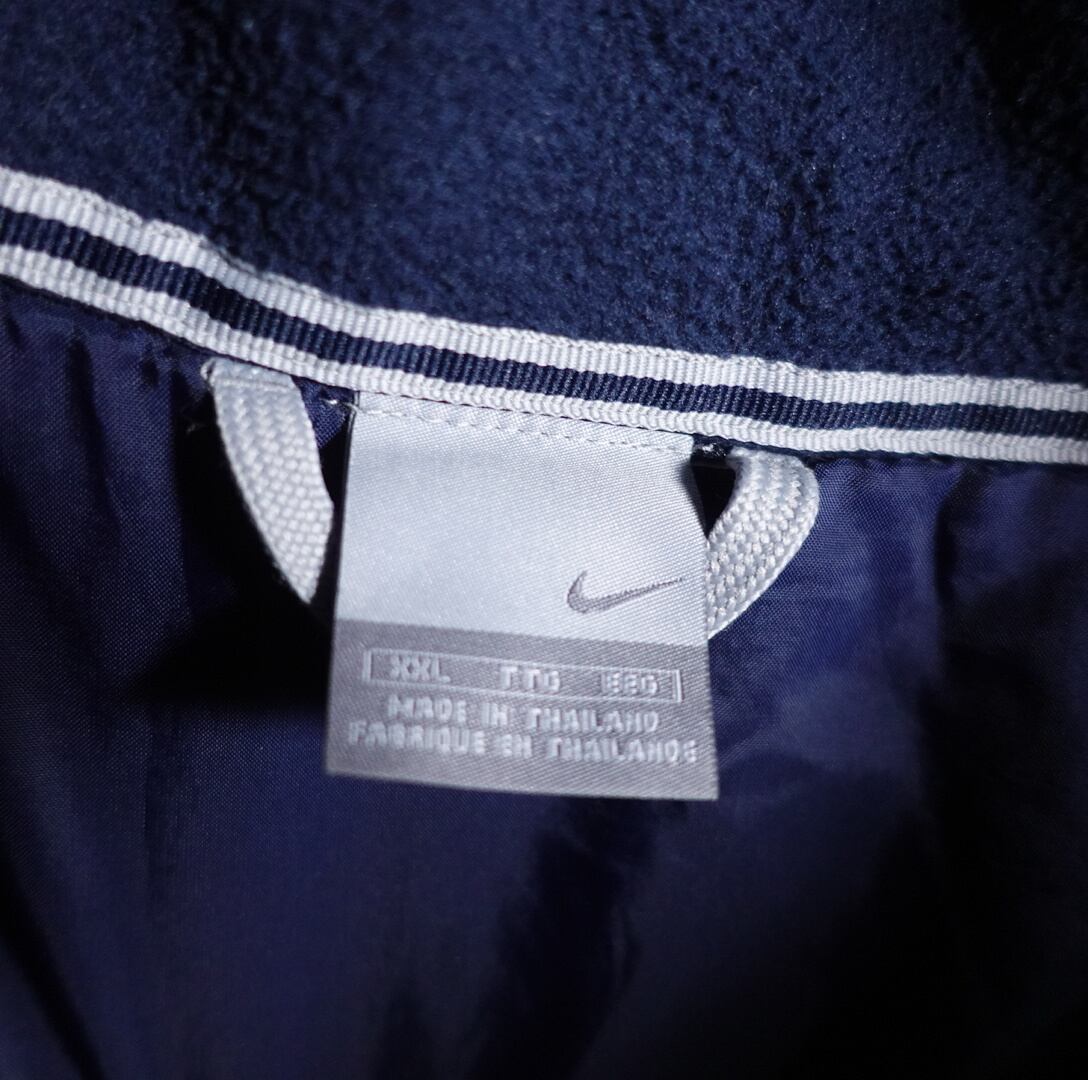 XXL TTG EEG
MADE IN THAILAND
FABRIQUE EN THAILANDE